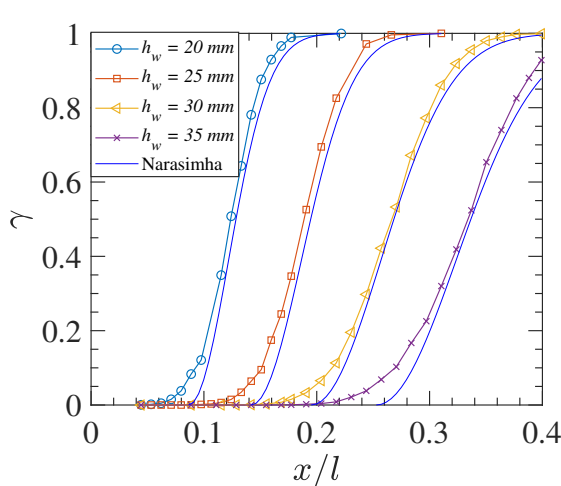 1
0.8
0.6
0.4
0.2
0
γ
h_w = 20 mm
h_w = 25 mm
h_w = 30 mm
h_w = 35 mm
Narasimha
0 0.1 0.2 0.3 0.4
x/l